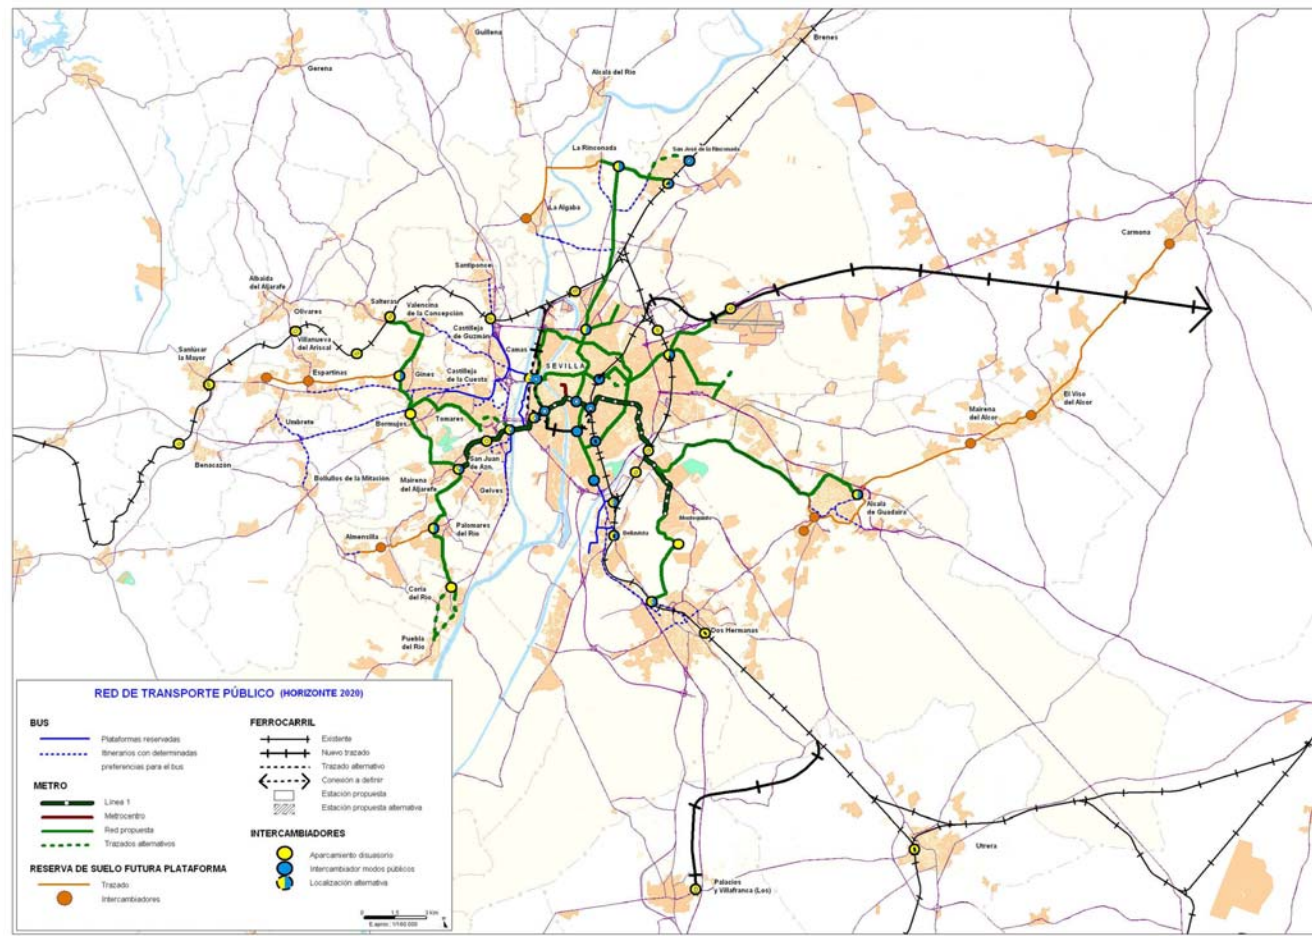 Guillena
Brenes
Gerena
Alcalá del Río
La Rinconada
San José de la Rinconada
La Algaba
Carmona
Santiponce
Albaida
del Aljarafe
Salteras
Valencina
de la Concepción
Olivares
Villanueva
del Ariscal
Castilleja
de Guzmán
Camas
Sanlúcar
la Mayor
SEVILLA
Espartinas
Gines
Castilleja
de la Cuesta
El Viso
del Alcor
Mairena
del Alcor
Umbrete
Bormujos
Tomares
Benacazón
San Juan
de Azn.
Bollullos de la Mitación
Mairena
del Aljarafe
Gelves
Alcalá
de Guadaira
Montequinto
Palomares
del Río
Bellavista
Almensilla
Coria
del Río
Dos Hermanas
Puebla
del Río
Utrera
Palacios
y Villafranca (Los)
RED DE TRANSPORTE PÚBLICO (HORIZONTE 2020)
BUS
Plataformas reservadas
Itinerarios con determinadas
preferencias para el bus
METRO
Línea 1
Metrocentro
Red propuesta
Trazados alternativos
RESERVA DE SUELO FUTURA PLATAFORMA
Trazado
Intercambiadores
FERROCARRIL
Existente
Nuevo trazado
Trazado alternativo
Conexión a definir
Estación propuesta
Estación propuesta alternativa
INTERCAMBIADORES
Aparcamiento disuasorio
Intercambiador modos públicos
Localización alternativa
0 1,5 3 km